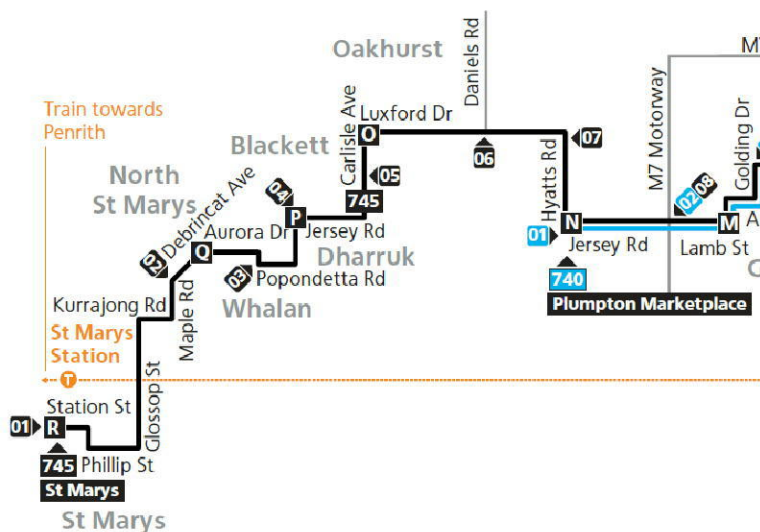 Oakhurst
Daniels Rd
M7 Motorway
M
Golding Dr
Train towards
Penrith
Carlisle Ave
Luxford Dr
Blackett
O
06
07
Hyatts Rd
North
St Marys
Debrincat Ave
04
05
745
02
08
02
Aurora Dr
P
Jersey Rd
N
M
A
01
Jersey Rd
Lamb St
Q
Dharruk
03
Popondetta Rd
740
Plumpton Marketplace
Whalan
Kurrajong Rd
Maple Rd
St Marys
Station
T
Glossop St
Station St
01
R
745
Phillip St
St Marys
St Marys